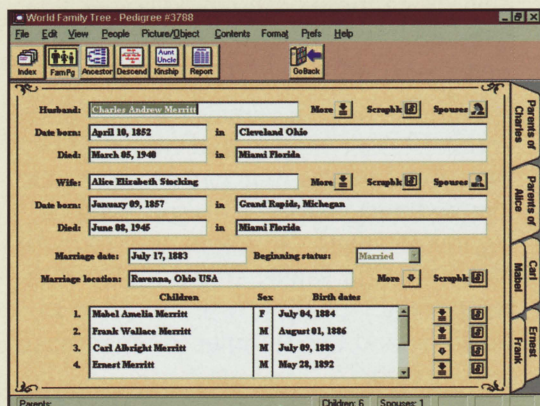 World Family Tree - Pedigree #3788
File Edit View People Picture/Object Contents Format Prefs Help
Index FamPg Ancestor Descend Aunt Uncle Kinship Report GoBack
Husband: Charles Andrew Merritt More Scrapbk Spouses
Date born: April 10, 1852 in Cleveland Ohio
Died: March 05, 1940 in Miami Florida
Wife: Alice Elizabeth Stocking More Scrapbk Spouses
Date born: January 09, 1857 in Grand Rapids, Michegan
Died: June 08, 1945 in Miami Florida
Marriage date: July 17, 1883 Beginning status: Married
Marriage location: Ravenna, Ohio USA More Scrapbk
Children Sex Birth dates
1. Mabel Amelia Merritt F July 04, 1884
2. Frank Wallace Merritt M August 01, 1886
3. Carl Albright Merritt M July 09, 1889
4. Ernest Merritt M May 28, 1892
Parents of Charles
Parents of Alice
Carl Mabel
Ernest Frank
Parents: Children: 6 Spouses: 1